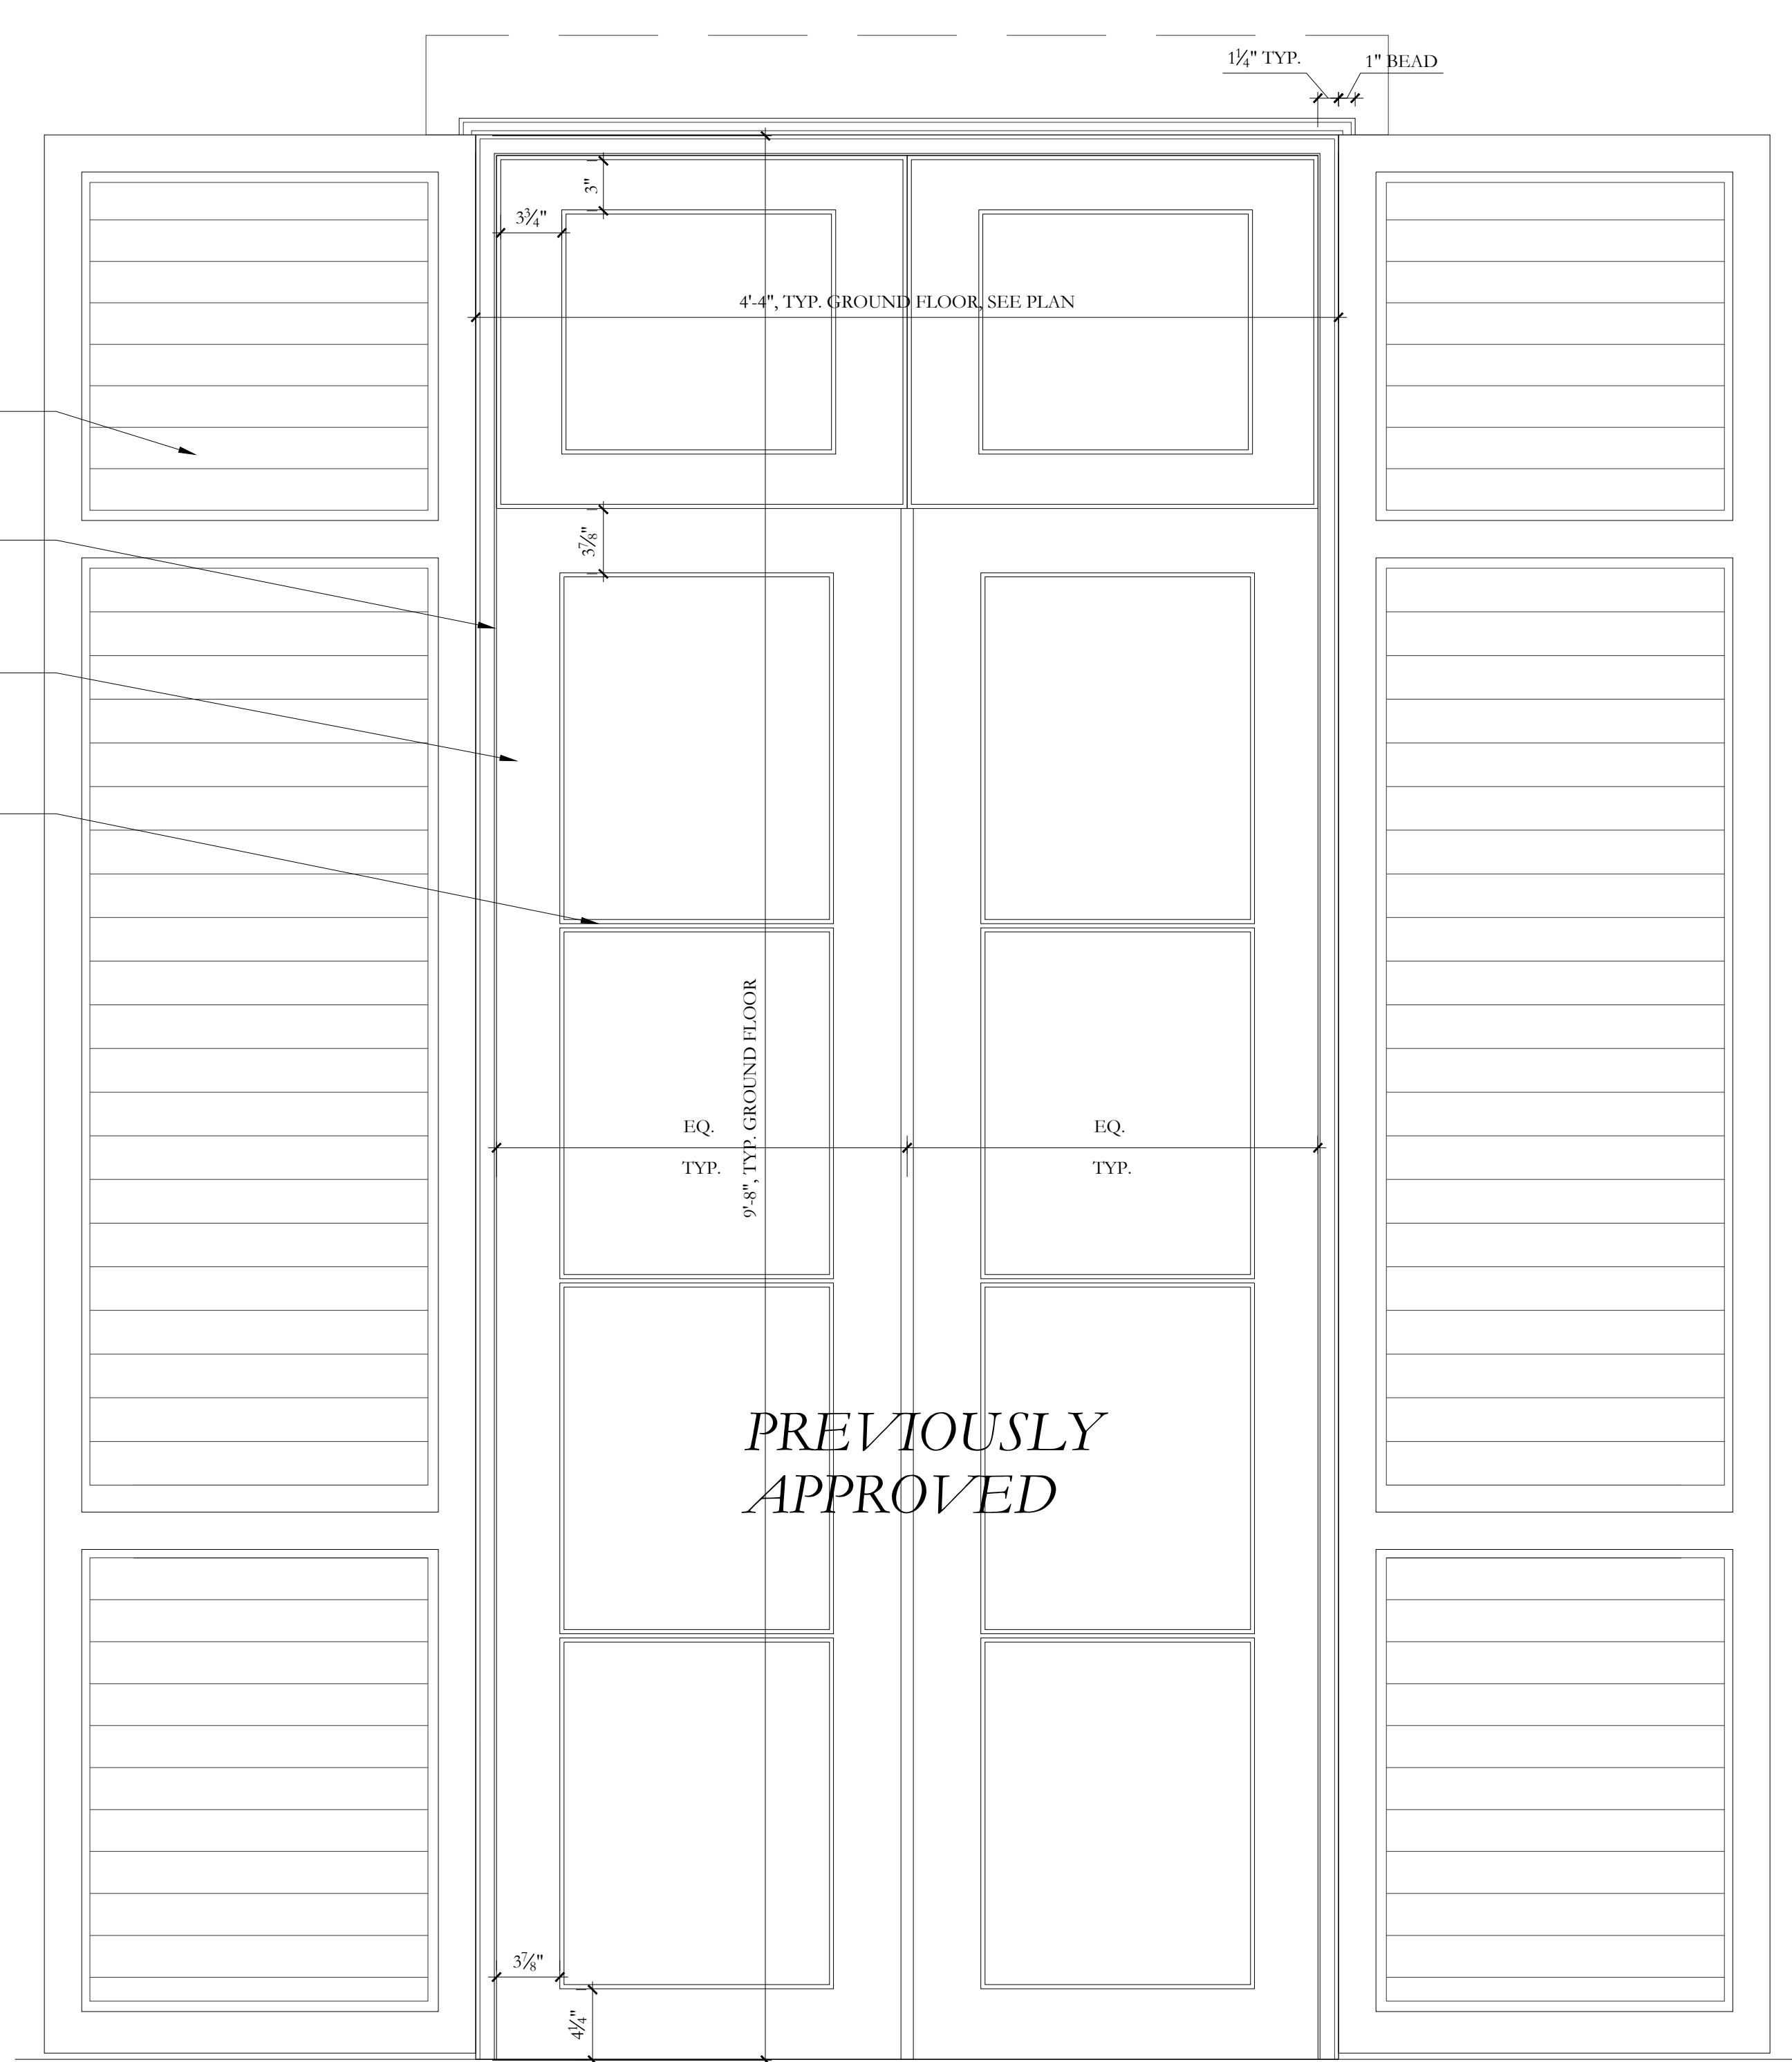 1¼" TYP.
1" BEAD
3"
3¾"
4'-4", TYP. GROUND FLOOR, SEE PLAN
3⅞"
9'-8", TYP. GROUND FLOOR
EQ.
TYP.
EQ.
TYP.
PREVIOUSLY
APPROVED
3⅞"
4¼"